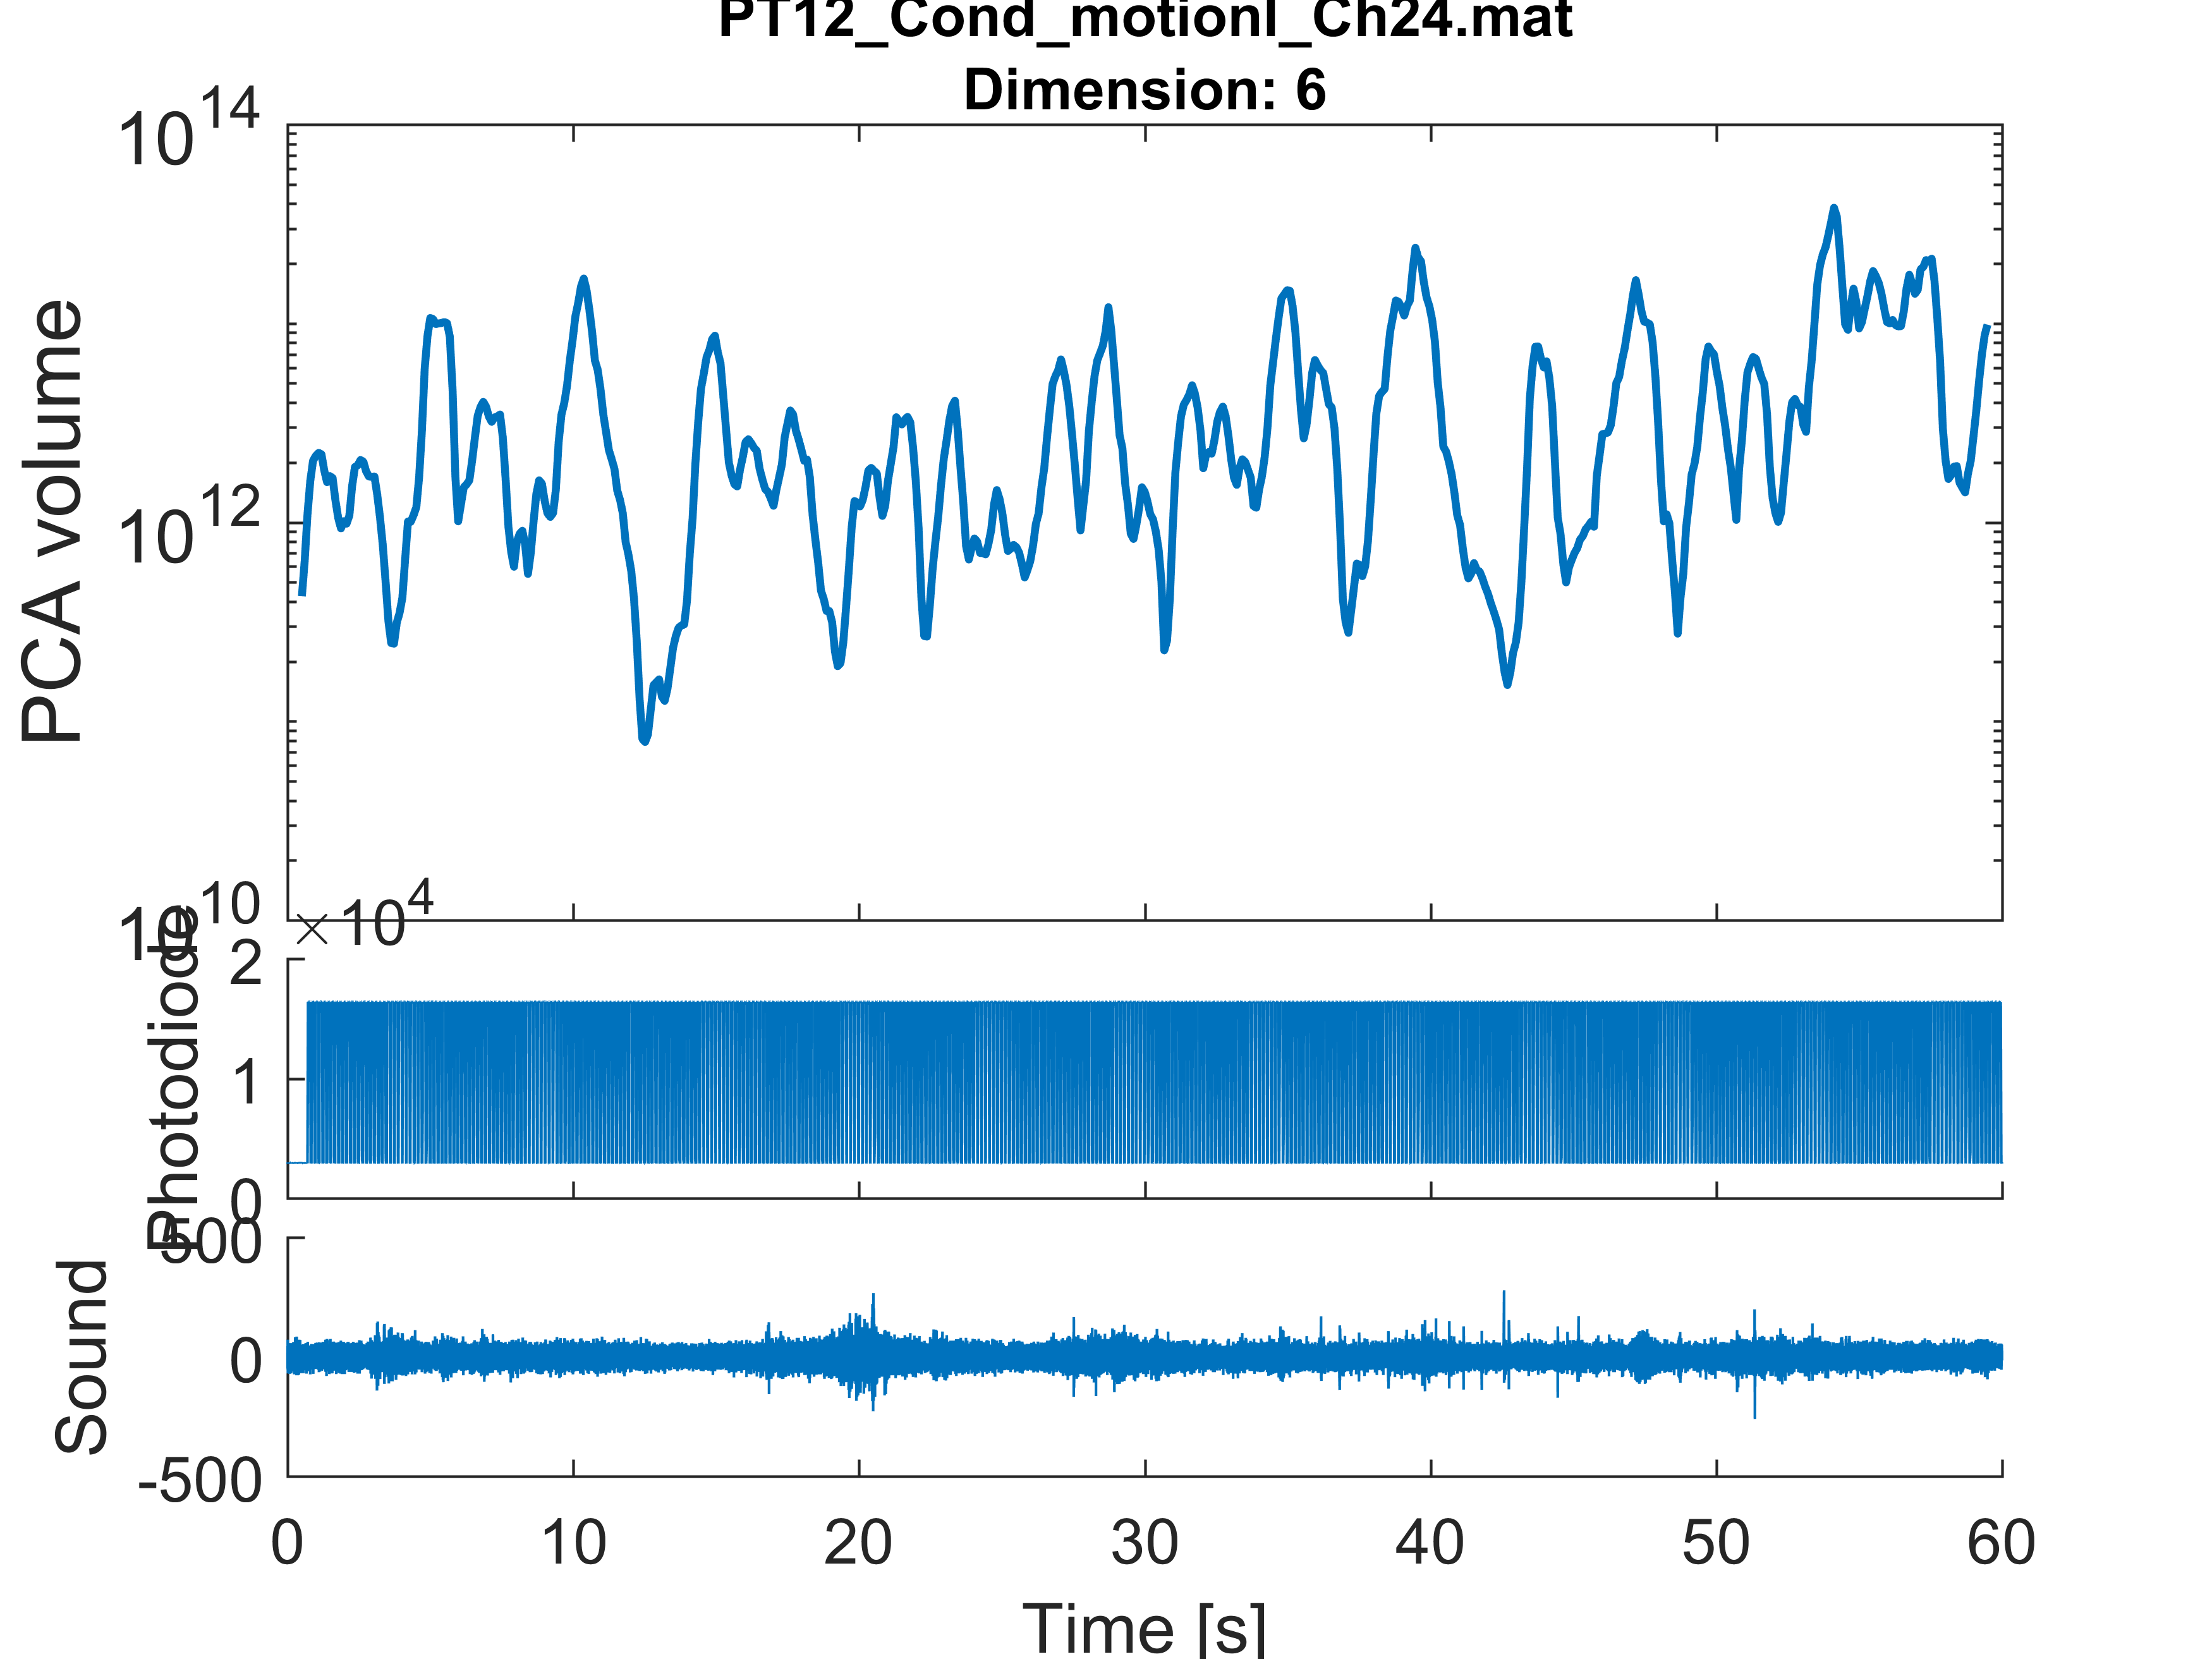 PT12_Cond_motionl_Ch24.mat
Dimension: 6
PCA volume
10^14
10^12
10^10
×10^4
Photodiode
2
1
0
Sound
500
0
-500
0 10 20 30 40 50 60
Time [s]